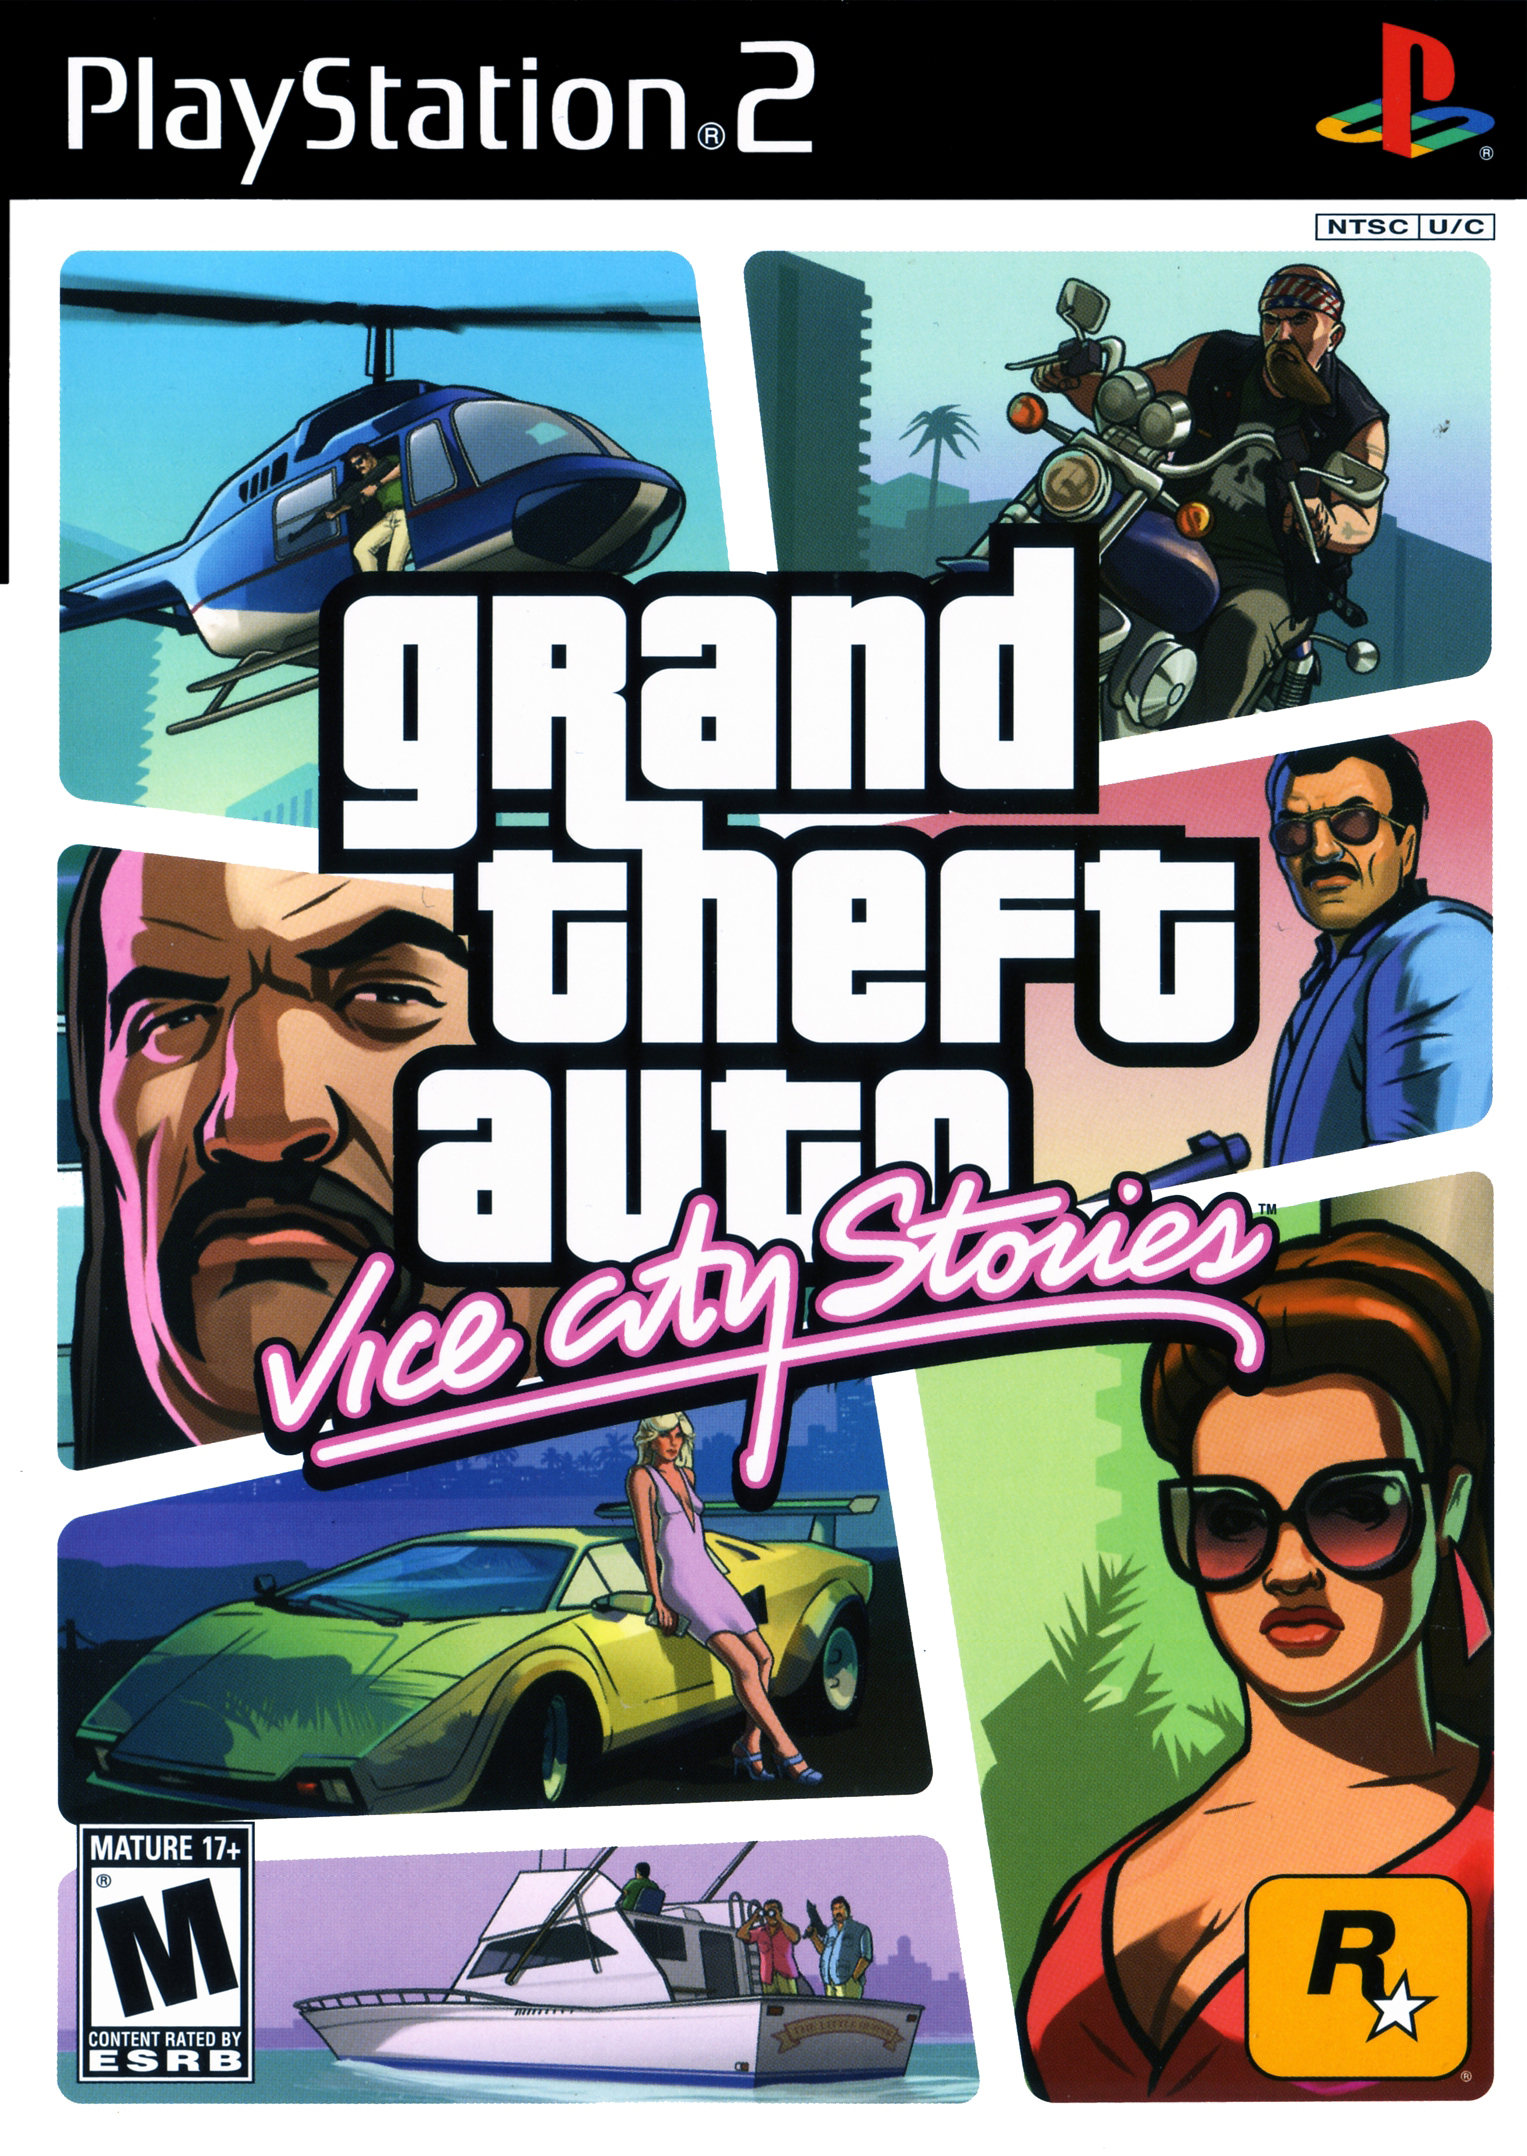 PlayStation®2
®
NTSC U/C
grand
theft
auto
Vice City Stories™
MATURE 17+
®
M
CONTENT RATED BY
ESRB
R
®